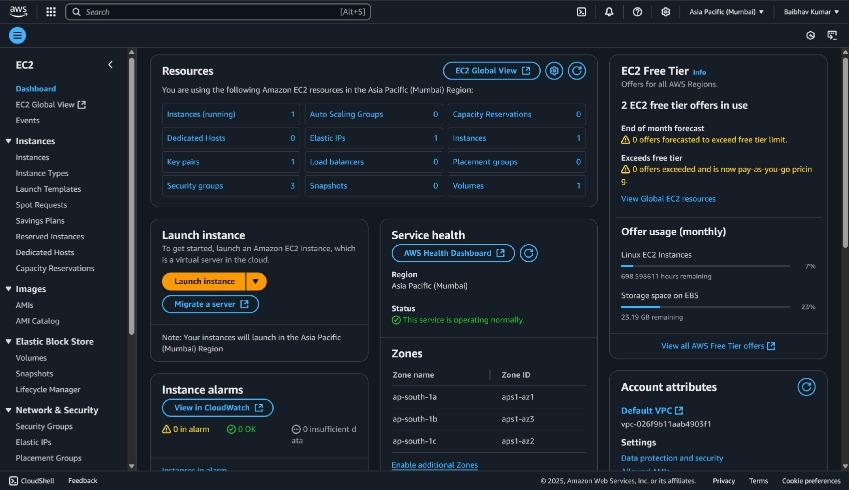 aws
Search [Alt+S]
Asia Pacific (Mumbai) ▼ Baibhav Kumar ▼
EC2
Dashboard
EC2 Global View
Events
Instances
Instances
Instance Types
Launch Templates
Spot Requests
Savings Plans
Reserved Instances
Dedicated Hosts
Capacity Reservations
Images
AMIs
AMI Catalog
Elastic Block Store
Volumes
Snapshots
Lifecycle Manager
Network & Security
Security Groups
Elastic IPs
Placement Groups
Resources
EC2 Global View
You are using the following Amazon EC2 resources in the Asia Pacific (Mumbai) Region:
Instances (running) 1 Auto Scaling Groups 0 Capacity Reservations 0
Dedicated Hosts 0 Elastic IPs 1 Instances 1
Key pairs 1 Load balancers 0 Placement groups 0
Security groups 3 Snapshots 0 Volumes 1
Launch instance
To get started, launch an Amazon EC2 instance, which
is a virtual server in the cloud.
Launch instance
Migrate a server
Note: Your instances will launch in the Asia Pacific
(Mumbai) Region
Instance alarms
View in CloudWatch
0 in alarm 0 OK 0 insufficient d
ata
Instances in alarm
Service health
AWS Health Dashboard
Region
Asia Pacific (Mumbai)
Status
This service is operating normally.
Zones
Zone name Zone ID
ap-south-1a aps1-az1
ap-south-1b aps1-az3
ap-south-1c aps1-az2
Enable additional Zones
EC2 Free Tier Info
Offers for all AWS Regions.
2 EC2 free tier offers in use
End of month forecast
0 offers forecasted to exceed free tier limit.
Exceeds free tier
0 offers exceeded and is now pay-as-you-go pricin
g.
View Global EC2 resources
Offer usage (monthly)
Linux EC2 Instances
7%
698.598611 hours remaining
Storage space on EBS
23%
23.19 GB remaining
View all AWS Free Tier offers
Account attributes
Default VPC
vpc-026f9b11aab4903f1
Settings
Data protection and security
Allowed AMIs
CloudShell Feedback
© 2025, Amazon Web Services, Inc. or its affiliates. Privacy Terms Cookie preferences